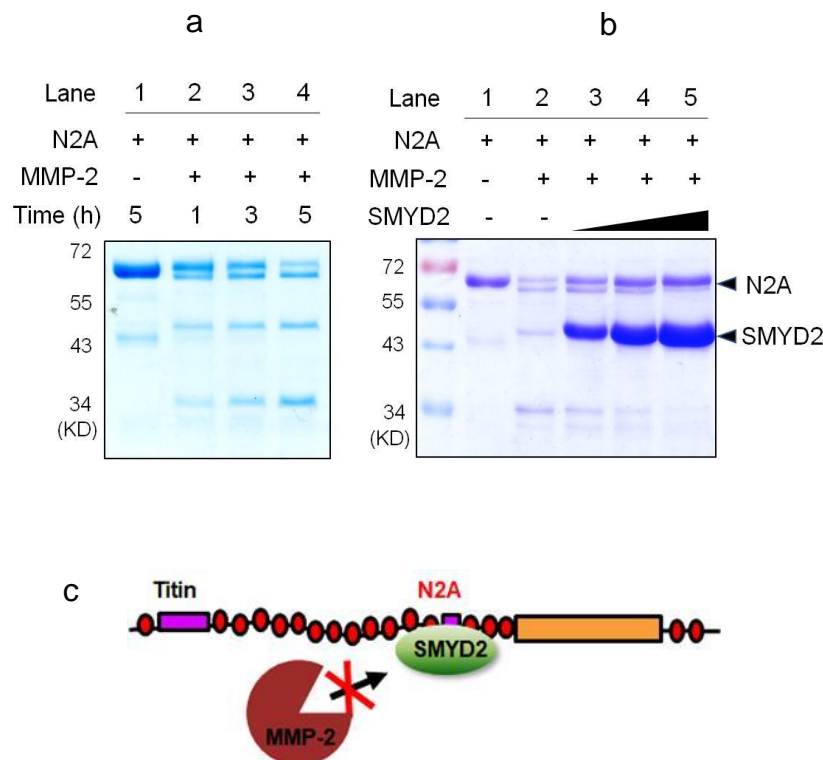 a
Lane 1 2 3 4
N2A + + + +
MMP-2 - + + +
Time (h) 5 1 3 5
72
55
43
34
(KD)
b
Lane 1 2 3 4 5
N2A + + + + +
MMP-2 - + + + +
SMYD2 - -
72
55
43
34
(KD)
N2A
SMYD2
c
Titin N2A
SMYD2
MMP-2